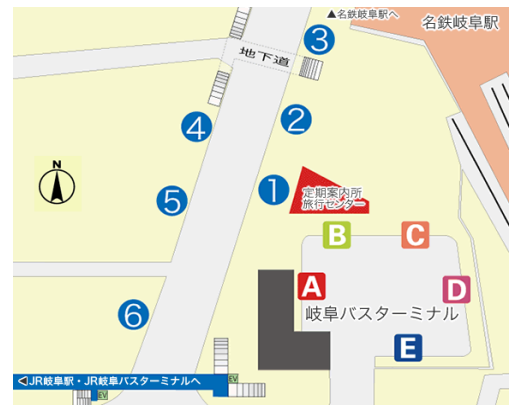 ▲名鉄岐阜駅へ
名鉄岐阜駅
3
地下道
2
4
N
1
定期案内所
旅行センター
5
B
C
A
D
岐阜バスターミナル
6
E
◁JR岐阜駅・JR岐阜バスターミナルへ
EV
EV